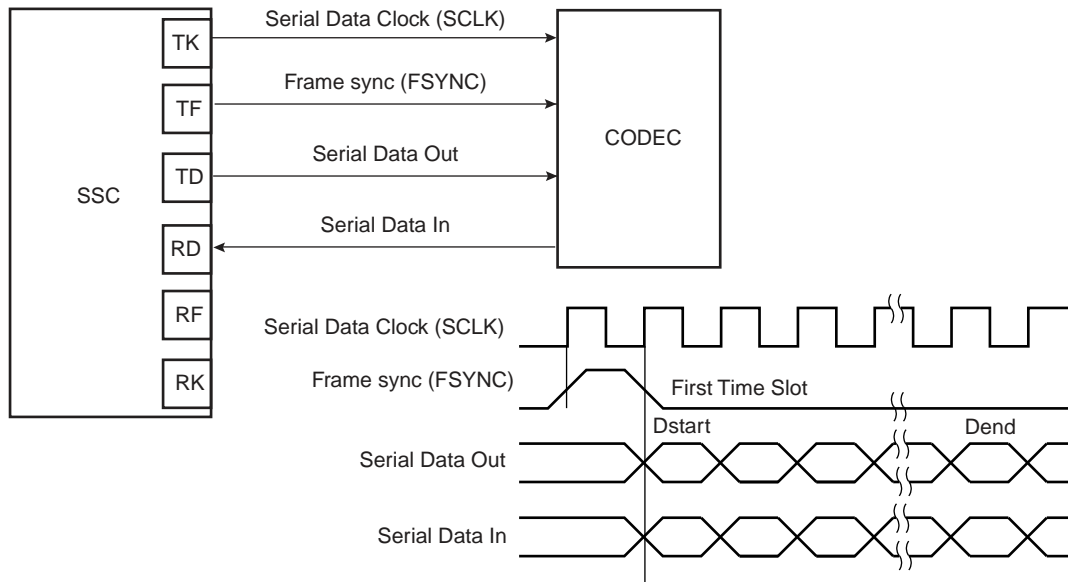 Serial Data Clock (SCLK)
TK
Frame sync (FSYNC)
TF
CODEC
Serial Data Out
TD
SSC
Serial Data In
RD
RF
Serial Data Clock (SCLK)
RK
Frame sync (FSYNC)
First Time Slot
Dstart
Dend
Serial Data Out
Serial Data In